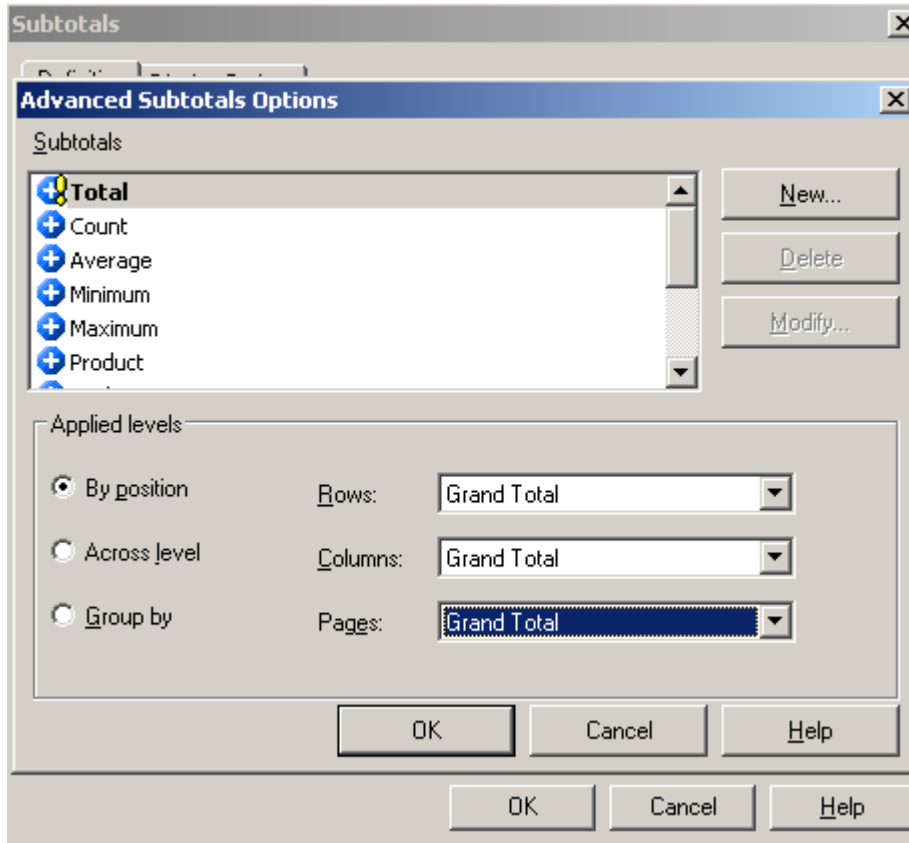 Subtotals
Advanced Subtotals Options
Subtotals
Total
Count
Average
Minimum
Maximum
Product
New...
Delete
Modify...
Applied levels
By position
Rows: Grand Total
Across level
Columns: Grand Total
Group by
Pages: Grand Total
OK Cancel Help
OK Cancel Help